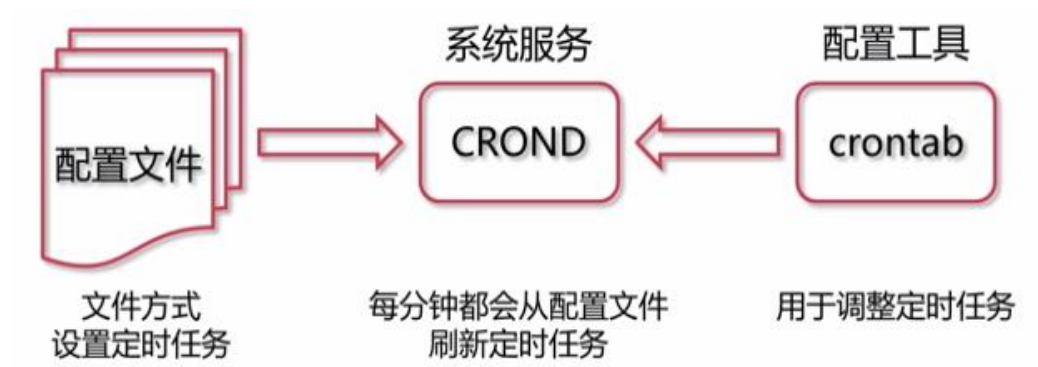 系统服务
配置工具
配置文件
CROND
crontab
文件方式
设置定时任务
每分钟都会从配置文件
刷新定时任务
用于调整定时任务